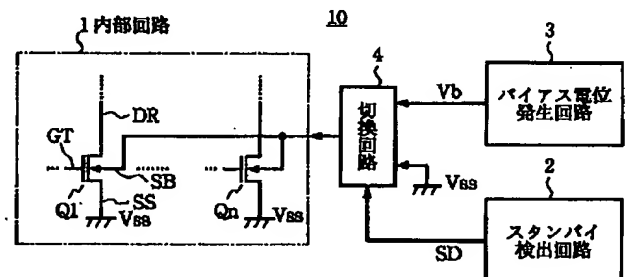 10
1内部回路
DR
GT
SB
Q1
SS
Vss
Qn
Vss
4
切換回路
Vb
Vss
SD
3
バイアス電位
発生回路
2
スタンバイ
検出回路